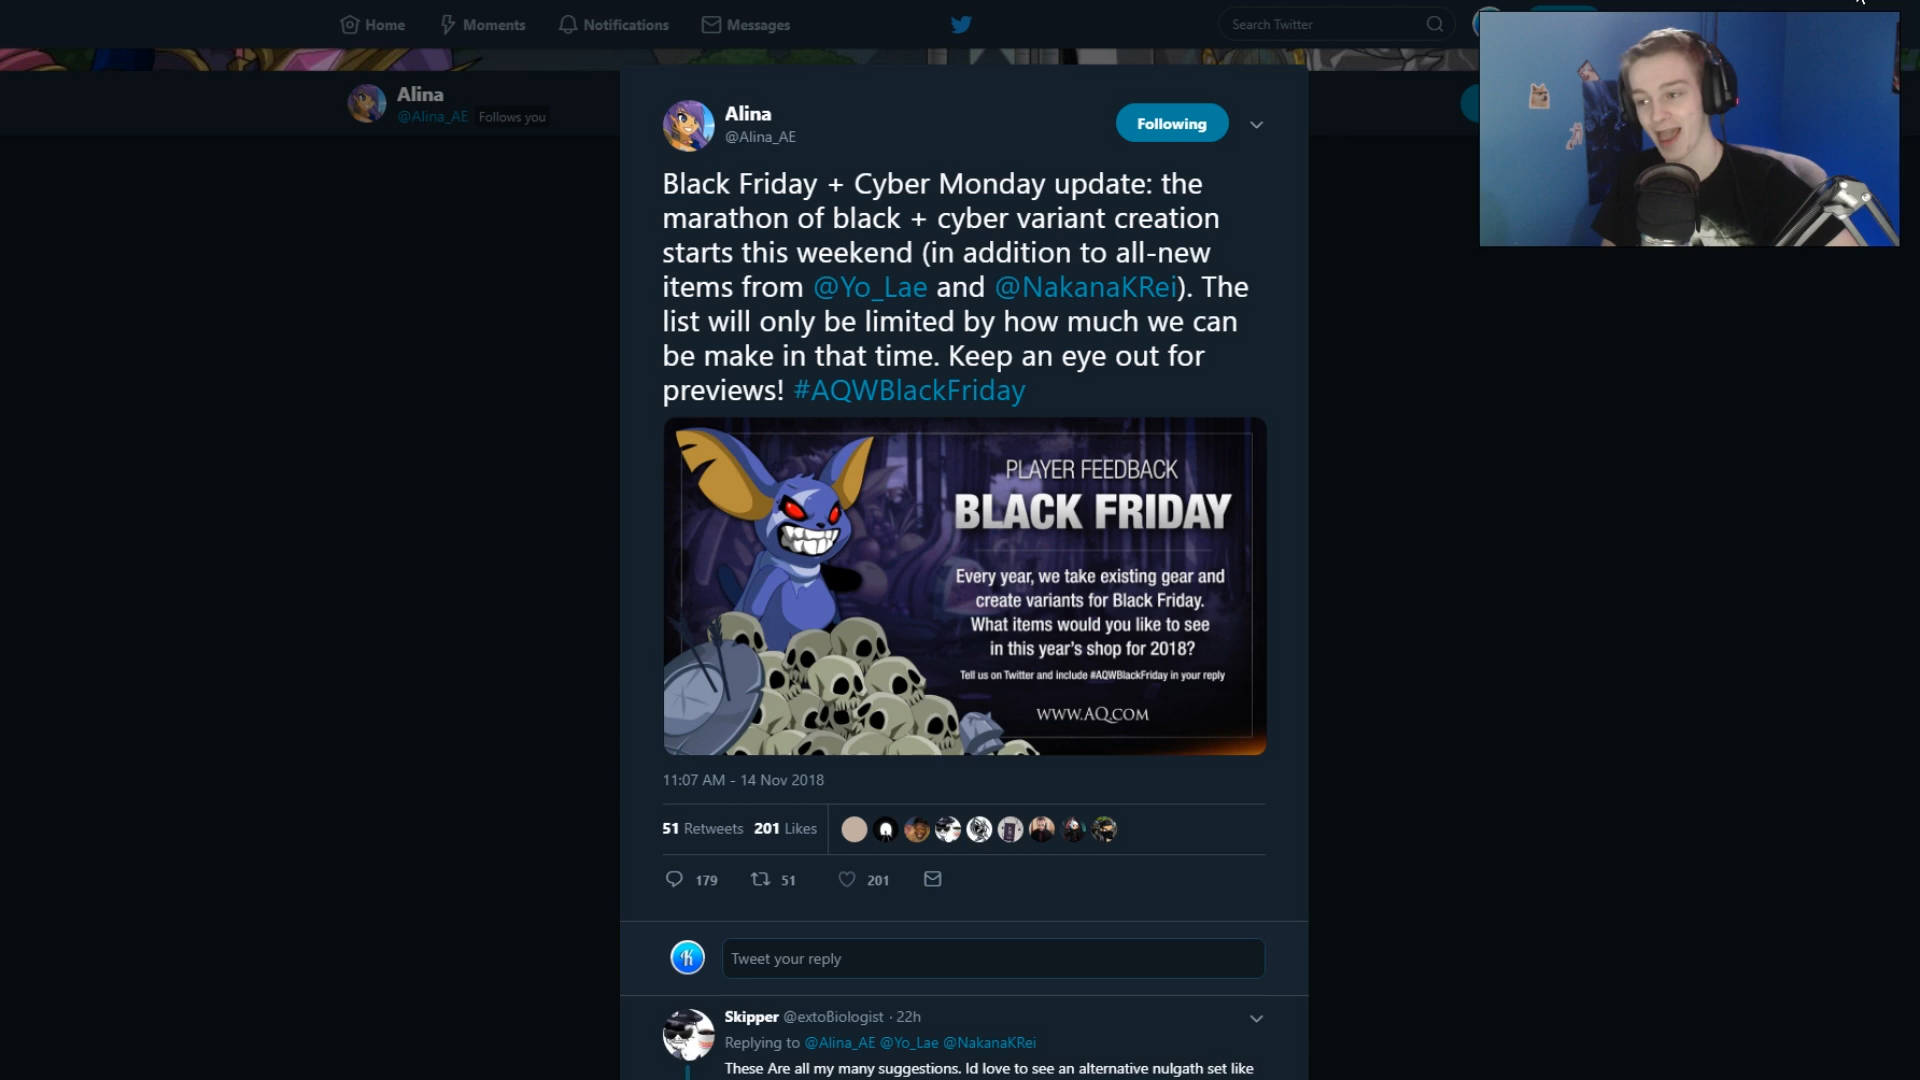 Home
Moments
Notifications
Messages
Search Twitter
Alina
@Alina_AE Follows you
Alina
@Alina_AE
Following
Black Friday + Cyber Monday update: the
marathon of black + cyber variant creation
starts this weekend (in addition to all-new
items from @Yo_Lae and @NakanaKRei). The
list will only be limited by how much we can
be make in that time. Keep an eye out for
previews! #AQWBlackFriday
PLAYER FEEDBACK
BLACK FRIDAY
Every year, we take existing gear and
create variants for Black Friday.
What items would you like to see
in this year's shop for 2018?
Tell us on Twitter and include #AQWBlackFriday in your reply
WWW.AQ.COM
11:07 AM - 14 Nov 2018
51 Retweets 201 Likes
179 51 201
Tweet your reply
Skipper @extoBiologist · 22h
Replying to @Alina_AE @Yo_Lae @NakanaKRei
These Are all my many suggestions. Id love to see an alternative nulgath set like